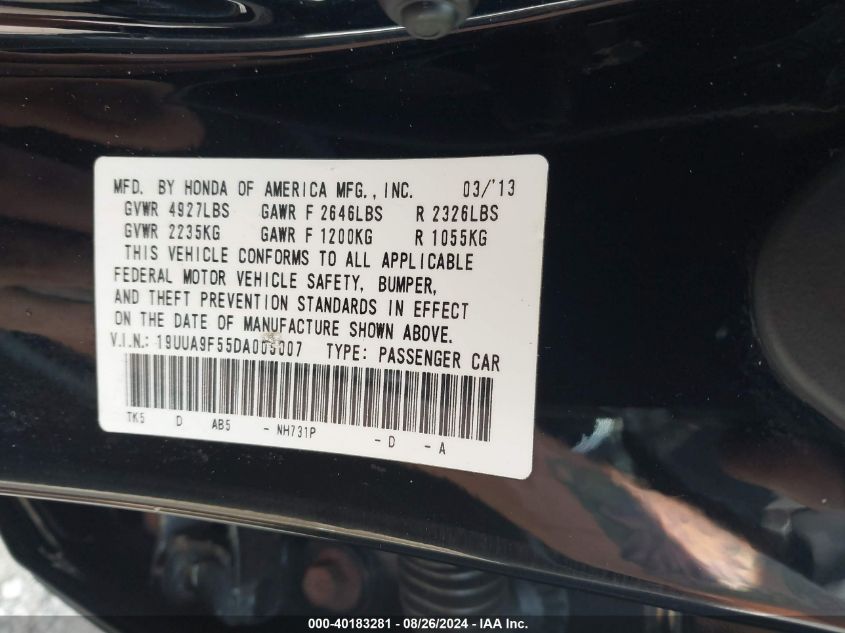 MFD. BY HONDA OF AMERICA MFG., INC. 03/'13
GVWR 4927LBS GAWR F 2646LBS R 2326LBS
GVWR 2235KG GAWR F 1200KG R 1055KG
THIS VEHICLE CONFORMS TO ALL APPLICABLE
FEDERAL MOTOR VEHICLE SAFETY, BUMPER,
AND THEFT PREVENTION STANDARDS IN EFFECT
ON THE DATE OF MANUFACTURE SHOWN ABOVE.
V.I.N.: 19UUA9F55DA003007 TYPE: PASSENGER CAR
TK5 D AB5 - NH731P - D - A
000-40183281 - 08/26/2024 - IAA Inc.